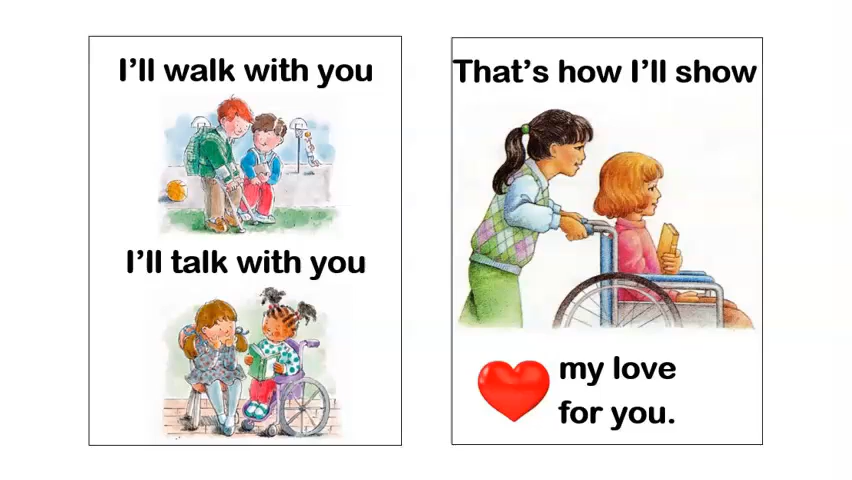 I'll walk with you
I'll talk with you
That's how I'll show
my love
for you.